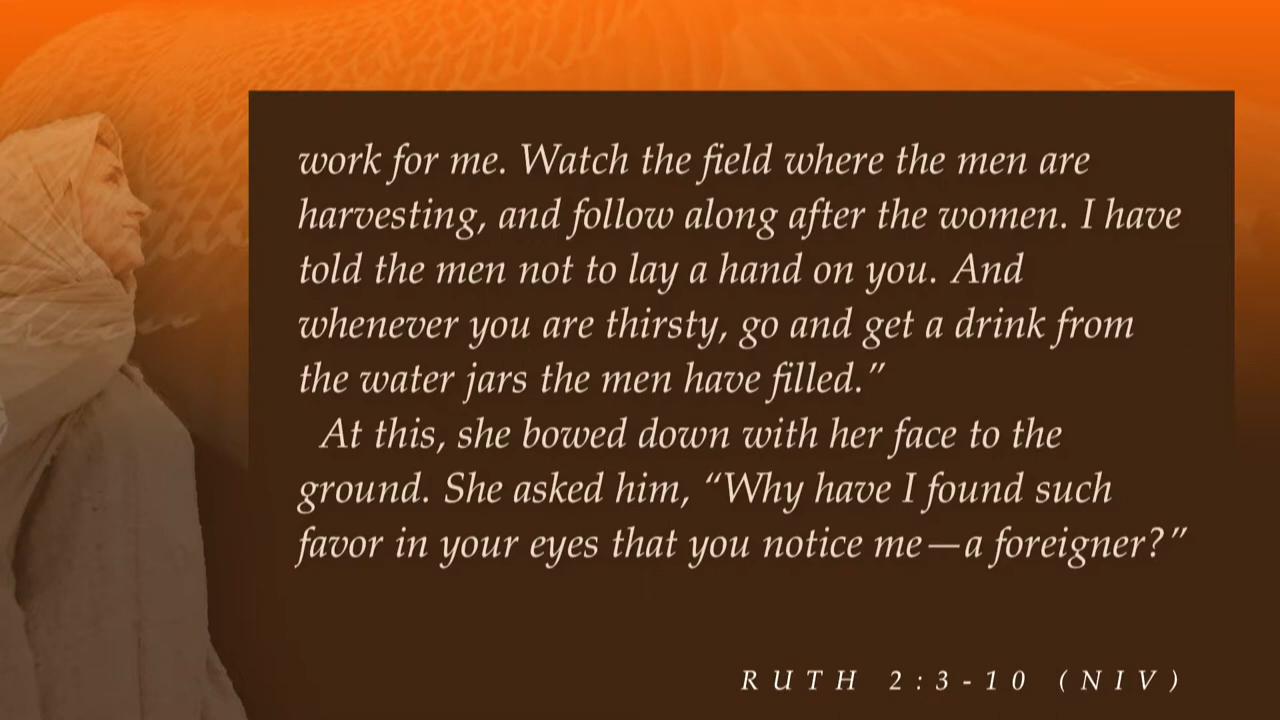 work for me. Watch the field where the men are
harvesting, and follow along after the women. I have
told the men not to lay a hand on you. And
whenever you are thirsty, go and get a drink from
the water jars the men have filled.”
At this, she bowed down with her face to the
ground. She asked him, “Why have I found such
favor in your eyes that you notice me—a foreigner?”
RUTH 2:3-10 (NIV)